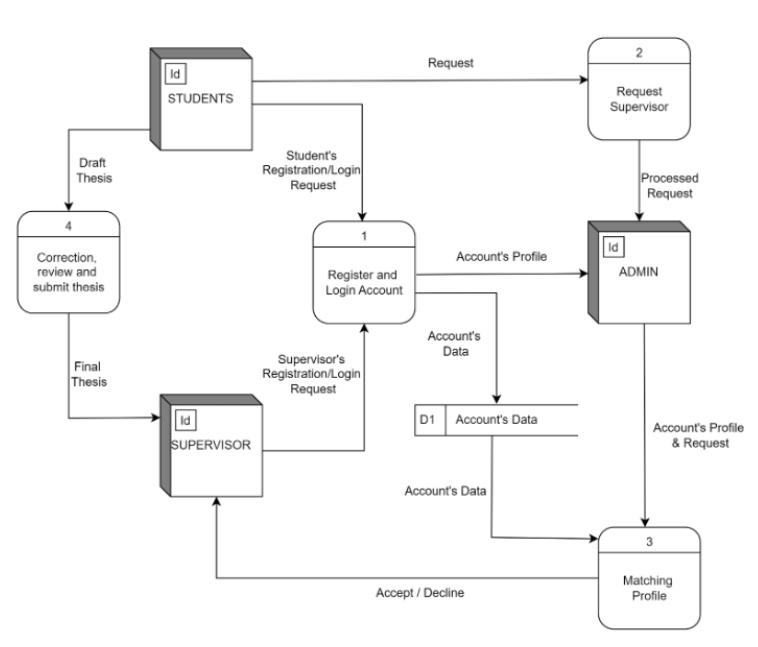 Id
STUDENTS
Request
2
Request
Supervisor
Draft
Thesis
Student's
Registration/Login
Request
Processed
Request
4
Correction,
review and
submit thesis
1
Register and
Login Account
Account's Profile
Id
ADMIN
Account's
Data
Final
Thesis
Supervisor's
Registration/Login
Request
Id
SUPERVISOR
D1
Account's Data
Account's Profile
& Request
Account's Data
3
Matching
Profile
Accept / Decline